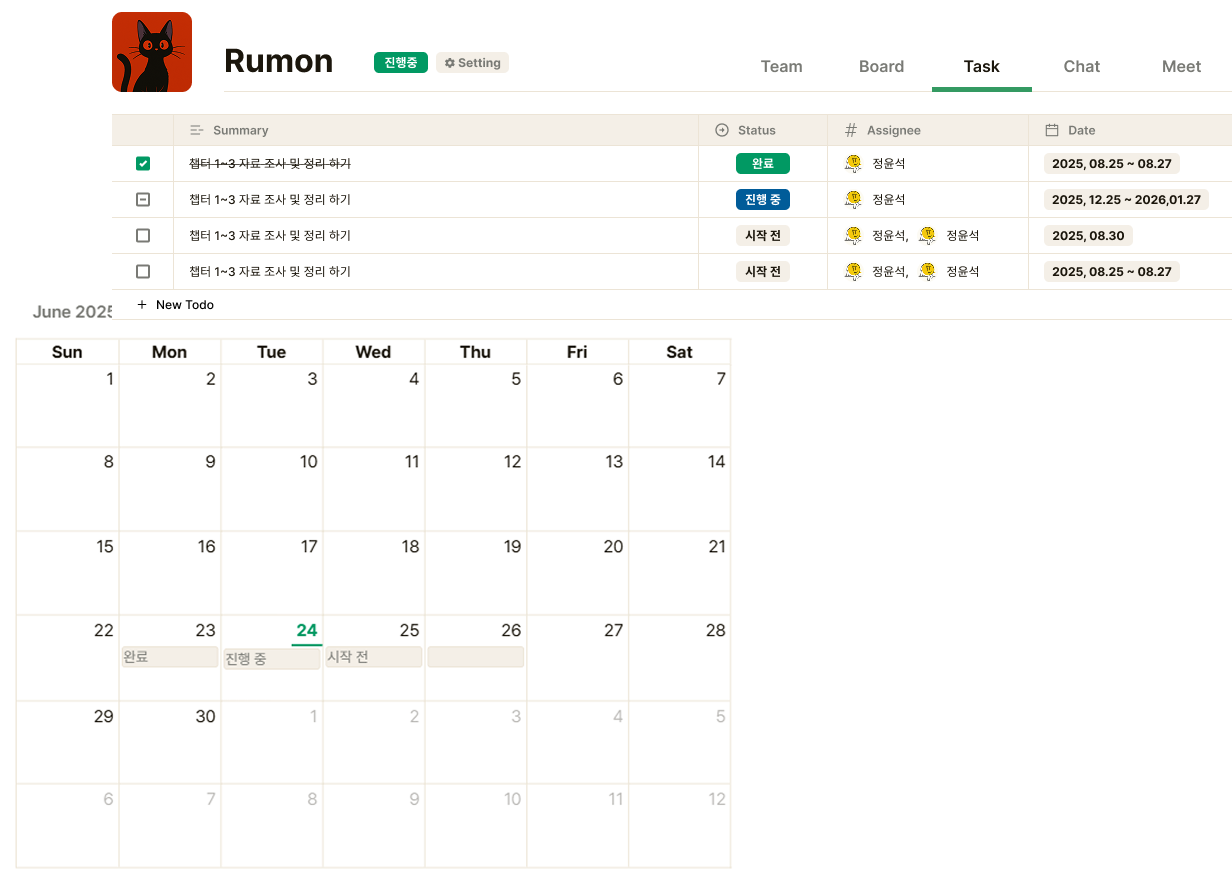 Rumon 진행중 Setting Team Board Task Chat Meet
Summary Status Assignee Date
챕터 1~3 자료 조사 및 정리 하기 완료 정윤석 2025, 08.25 ~ 08.27
챕터 1~3 자료 조사 및 정리 하기 진행 중 정윤석 2025, 12.25 ~ 2026,01.27
챕터 1~3 자료 조사 및 정리 하기 시작 전 정윤석, 정윤석 2025, 08.30
챕터 1~3 자료 조사 및 정리 하기 시작 전 정윤석, 정윤석 2025, 08.25 ~ 08.27
+ New Todo
June 2025
Sun Mon Tue Wed Thu Fri Sat
1 2 3 4 5 6 7
8 9 10 11 12 13 14
15 16 17 18 19 20 21
22 23 24 25 26 27 28
완료 진행 중 시작 전
29 30 1 2 3 4 5
6 7 8 9 10 11 12